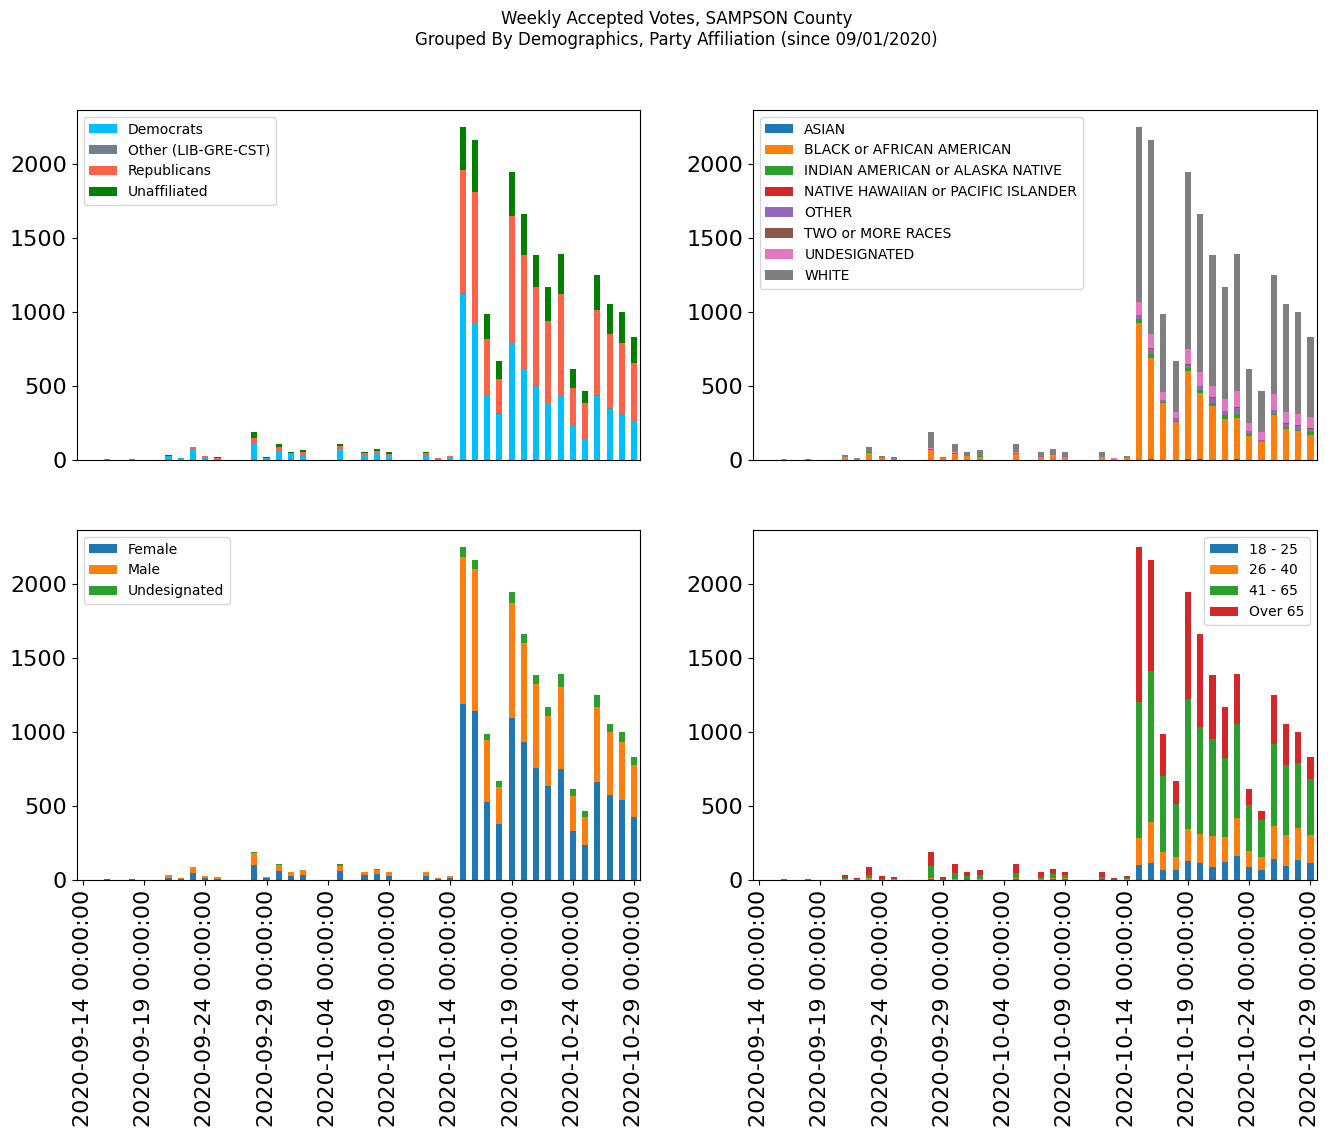 Weekly Accepted Votes, SAMPSON County
Grouped By Demographics, Party Affiliation (since 09/01/2020)
Democrats
Other (LIB-GRE-CST)
Republicans
Unaffiliated
2000
1500
1000
500
0
ASIAN
BLACK or AFRICAN AMERICAN
INDIAN AMERICAN or ALASKA NATIVE
NATIVE HAWAIIAN or PACIFIC ISLANDER
OTHER
TWO or MORE RACES
UNDESIGNATED
WHITE
2000
1500
1000
500
0
Female
Male
Undesignated
2000
1500
1000
500
0
2020-09-14 00:00:00
2020-09-19 00:00:00
2020-09-24 00:00:00
2020-09-29 00:00:00
2020-10-04 00:00:00
2020-10-09 00:00:00
2020-10-14 00:00:00
2020-10-19 00:00:00
2020-10-24 00:00:00
2020-10-29 00:00:00
18 - 25
26 - 40
41 - 65
Over 65
2000
1500
1000
500
0
2020-09-14 00:00:00
2020-09-19 00:00:00
2020-09-24 00:00:00
2020-09-29 00:00:00
2020-10-04 00:00:00
2020-10-09 00:00:00
2020-10-14 00:00:00
2020-10-19 00:00:00
2020-10-24 00:00:00
2020-10-29 00:00:00